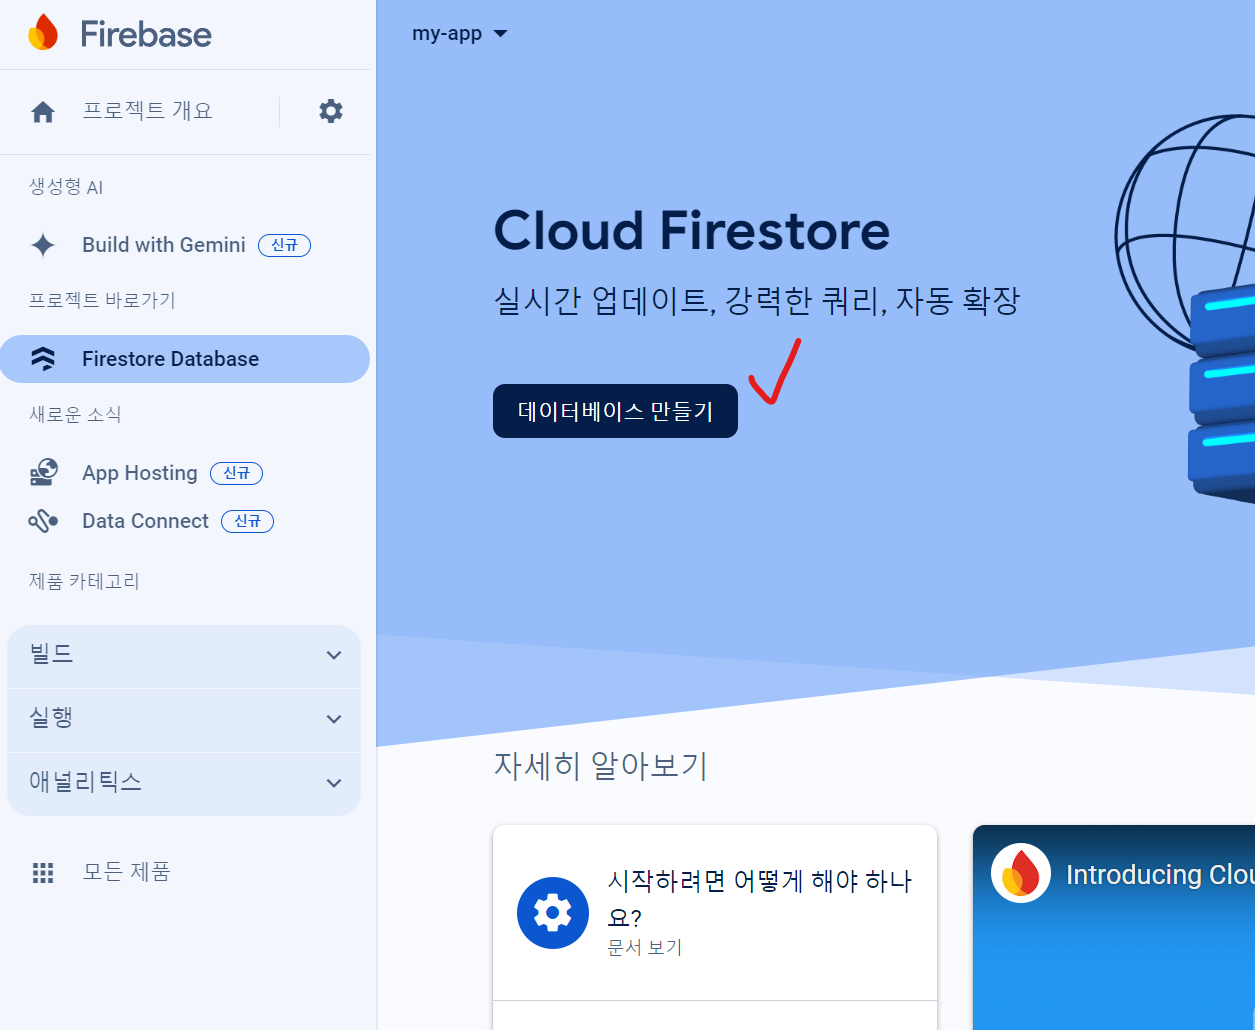 Firebase
my-app
프로젝트 개요
생성형 AI
Build with Gemini 신규
프로젝트 바로가기
Firestore Database
새로운 소식
App Hosting 신규
Data Connect 신규
제품 카테고리
빌드
실행
애널리틱스
모든 제품
Cloud Firestore
실시간 업데이트, 강력한 쿼리, 자동 확장
데이터베이스 만들기
자세히 알아보기
시작하려면 어떻게 해야 하나
요?
문서 보기
Introducing Clou